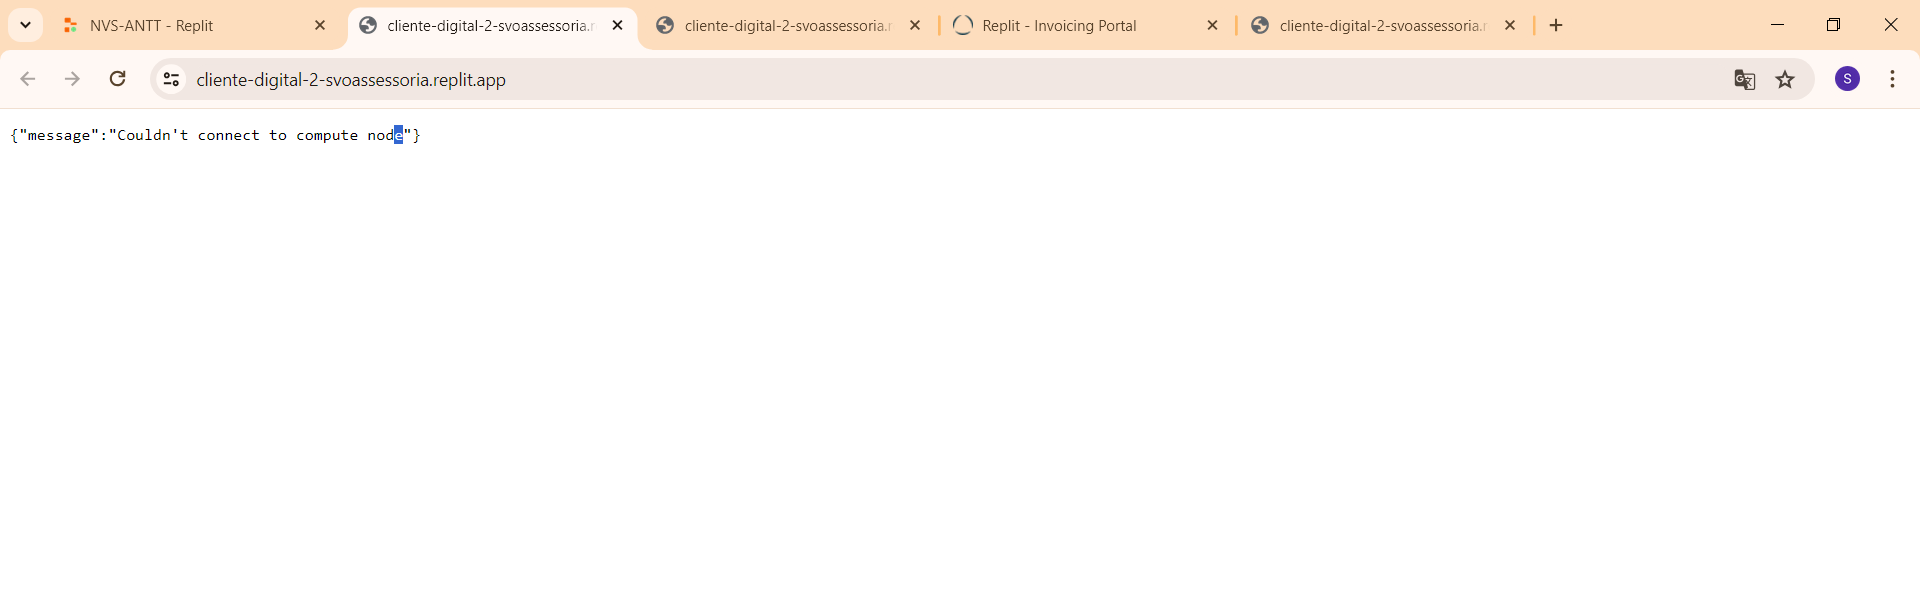 NVS-ANTT - Replit
cliente-digital-2-svoassessoria.r
cliente-digital-2-svoassessoria.r
Replit - Invoicing Portal
cliente-digital-2-svoassessoria.r
cliente-digital-2-svoassessoria.replit.app
S
{"message":"Couldn't connect to compute node"}